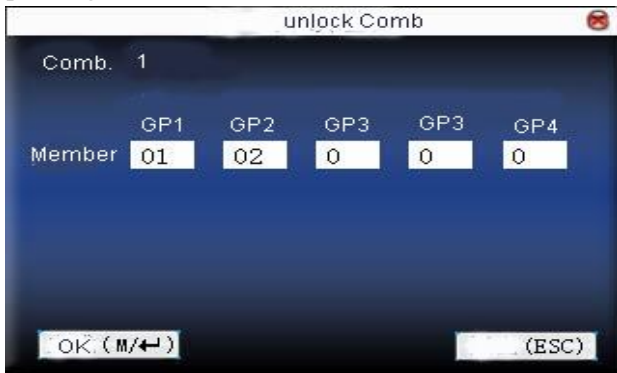 unlock Comb
Comb. 1
GP1 GP2 GP3 GP3 GP4
Member 01 02 0 0 0
OK (M/↵) (ESC)